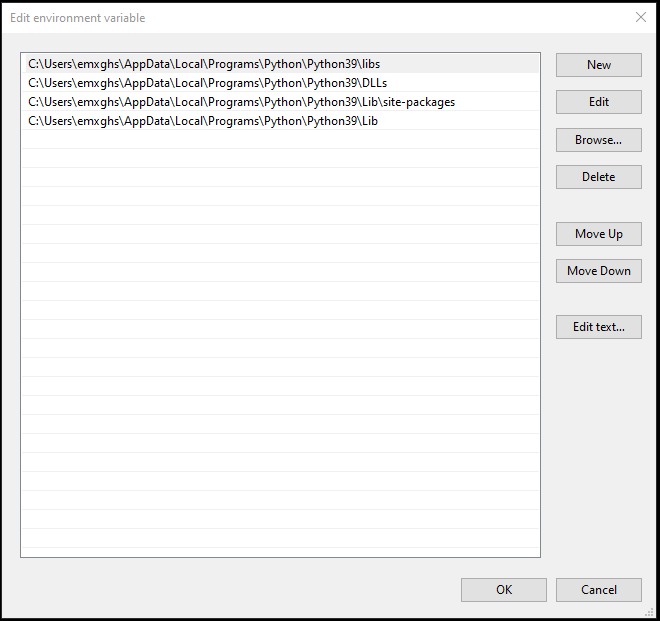 Edit environment variable
C:\Users\emxghs\AppData\Local\Programs\Python\Python39\libs
C:\Users\emxghs\AppData\Local\Programs\Python\Python39\DLLs
C:\Users\emxghs\AppData\Local\Programs\Python\Python39\Lib\site-packages
C:\Users\emxghs\AppData\Local\Programs\Python\Python39\Lib
New
Edit
Browse...
Delete
Move Up
Move Down
Edit text...
OK
Cancel